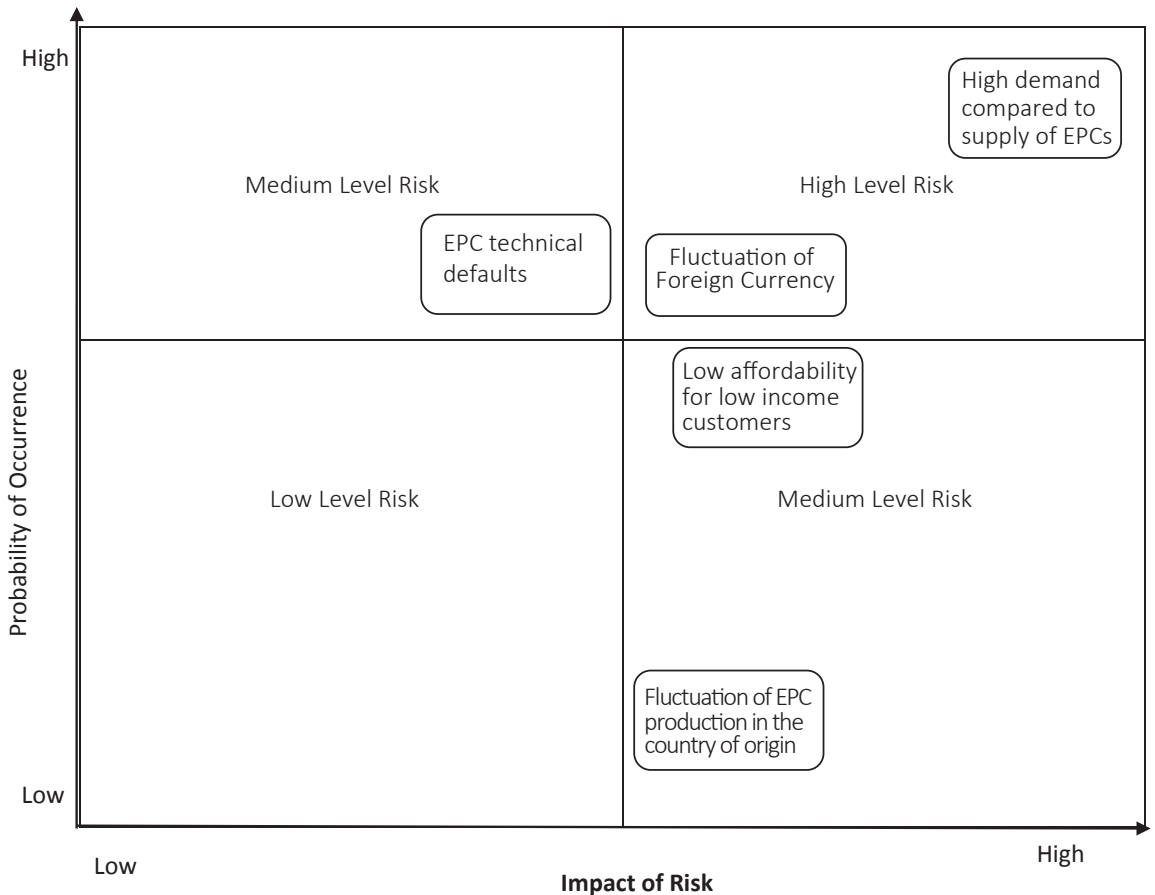 High
High demand
compared to
supply of EPCs
Medium Level Risk
High Level Risk
EPC technical
defaults
Fluctuation of
Foreign Currency
Low affordability
for low income
customers
Probability of Occurrence
Low Level Risk
Medium Level Risk
Fluctuation of EPC
production in the
country of origin
Low
Low
High
Impact of Risk